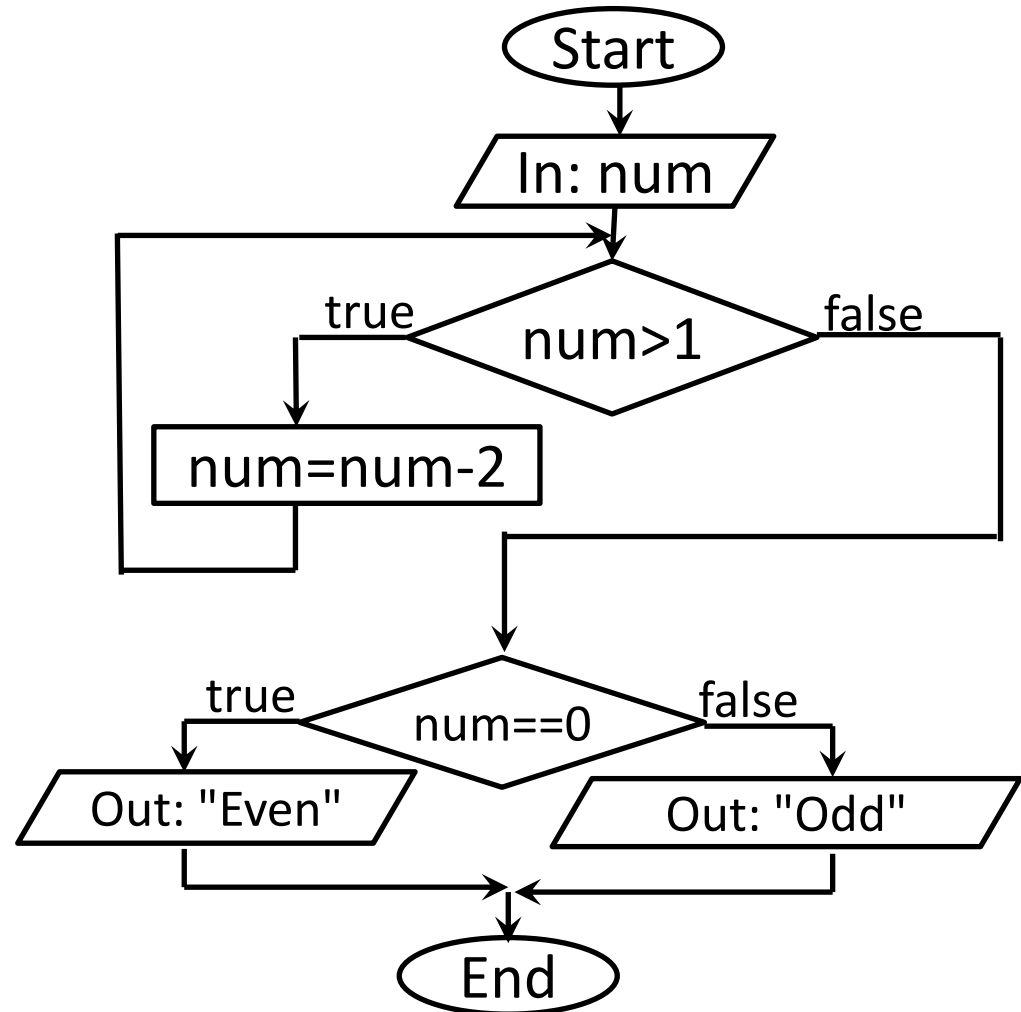 Start
In: num
true
false
num>1
num=num-2
true
false
num==0
Out: "Even"
Out: "Odd"
End